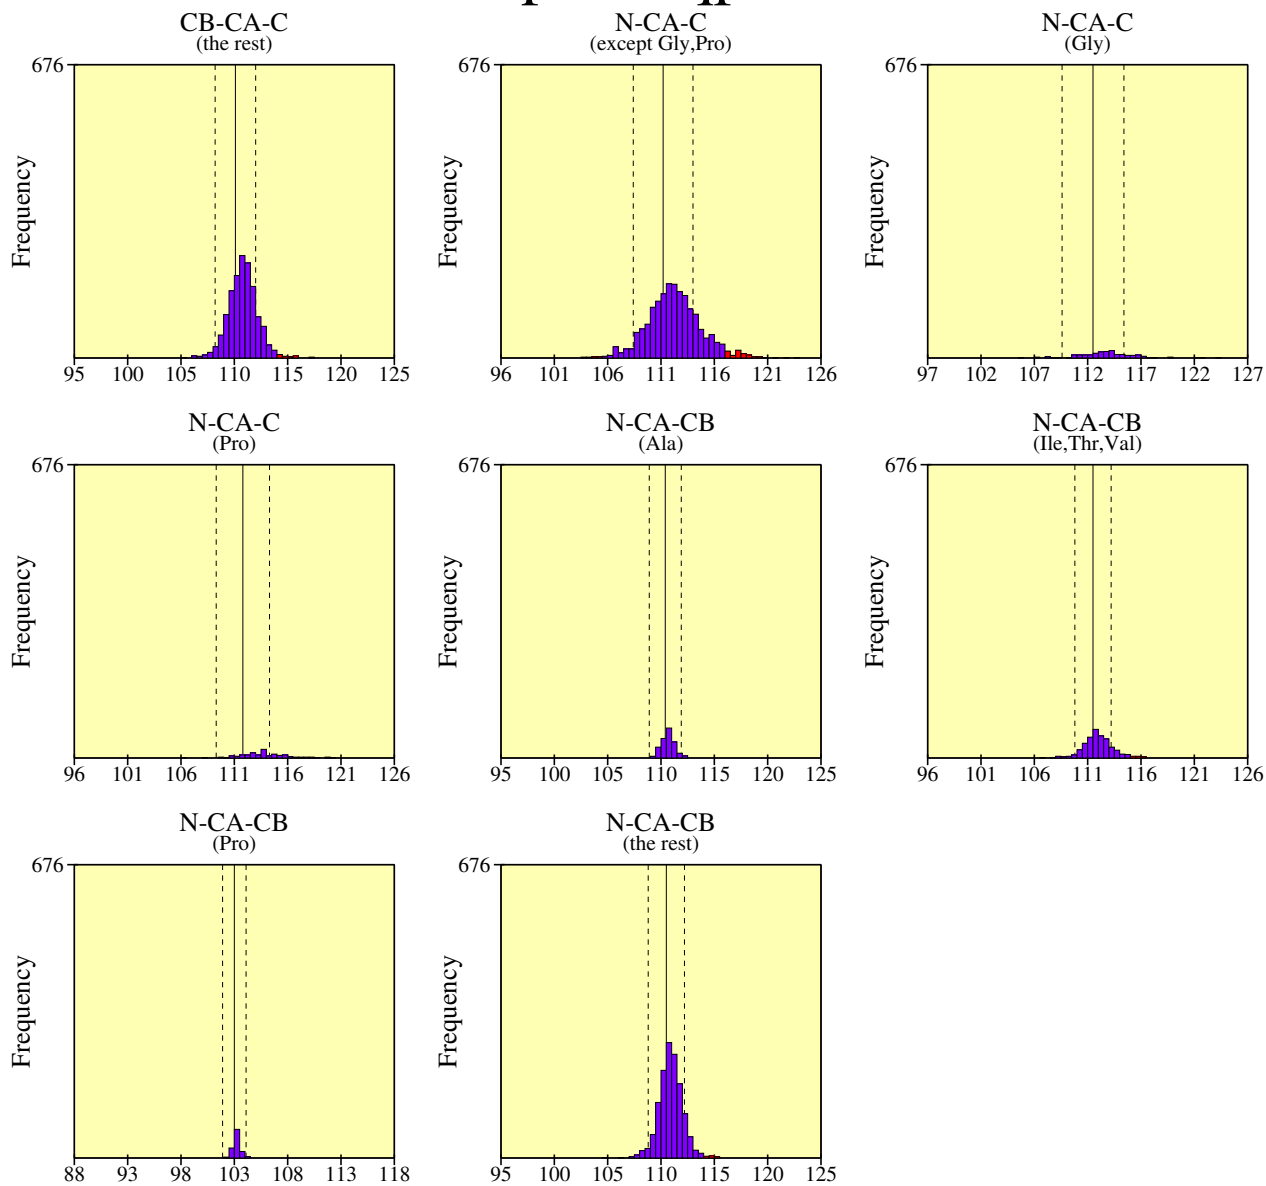 CB-CA-C
(the rest)
676
Frequency
95 100 105 110 115 120 125
N-CA-C
(except Gly,Pro)
676
Frequency
96 101 106 111 116 121 126
N-CA-C
(Gly)
676
Frequency
97 102 107 112 117 122 127
N-CA-C
(Pro)
676
Frequency
96 101 106 111 116 121 126
N-CA-CB
(Ala)
676
Frequency
95 100 105 110 115 120 125
N-CA-CB
(Ile,Thr,Val)
676
Frequency
96 101 106 111 116 121 126
N-CA-CB
(Pro)
676
Frequency
88 93 98 103 108 113 118
N-CA-CB
(the rest)
676
Frequency
95 100 105 110 115 120 125